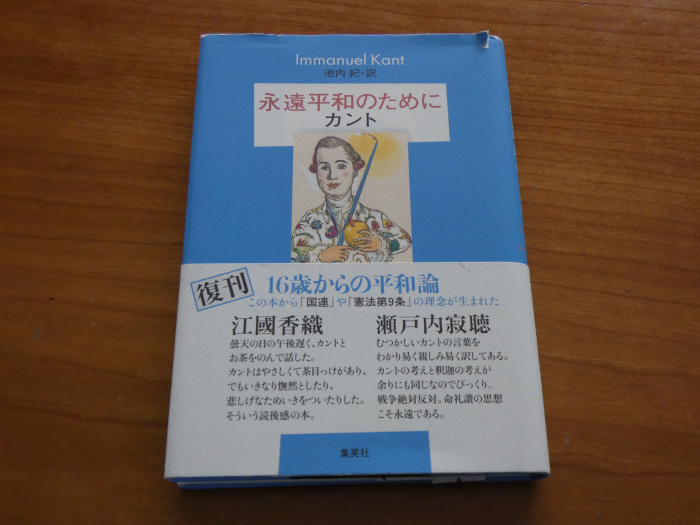 Immanuel Kant
池内 紀・訳
永遠平和のために
カント
復刊
16歳からの平和論
この本から「国連」や「憲法第9条」の理念が生まれた
江國香織
曇天の日の午後遅く、カントと
お茶をのんで話した。
カントはやさしくて茶目っけがあり、
でもいきなり憮然としたり、
悲しげなためいきをついたりした。
そういう読後感の本。
瀬戸内寂聴
むつかしいカントの言葉を
わかり易く親しみ易く訳してある。
カントの考えと釈迦の考えが
余りにも同じなのでびっくり。
戦争絶対反対。命礼讃の思想
こそ永遠である。
集英社